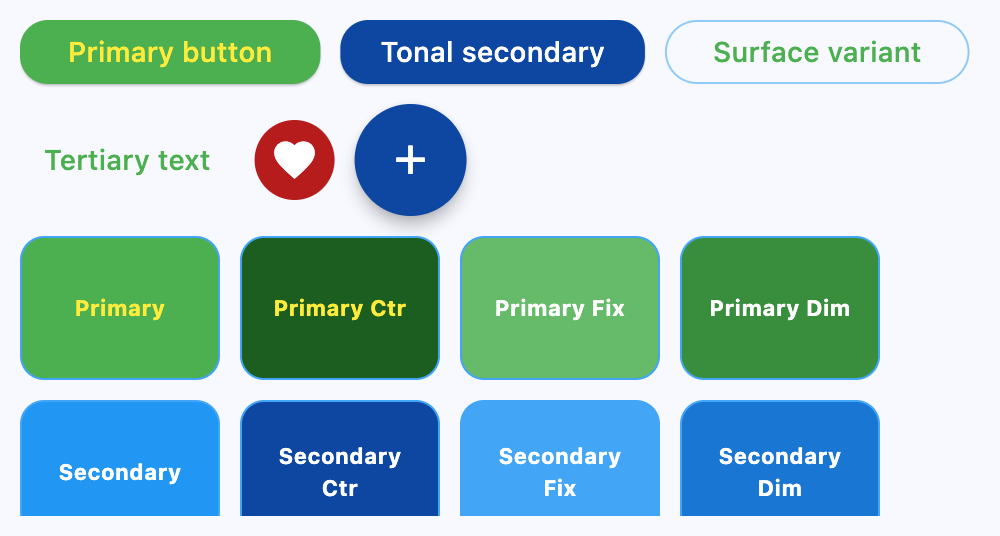 Primary button
Tonal secondary
Surface variant
Tertiary text
Primary
Primary Ctr
Primary Fix
Primary Dim
Secondary
Secondary
Ctr
Secondary
Fix
Secondary
Dim